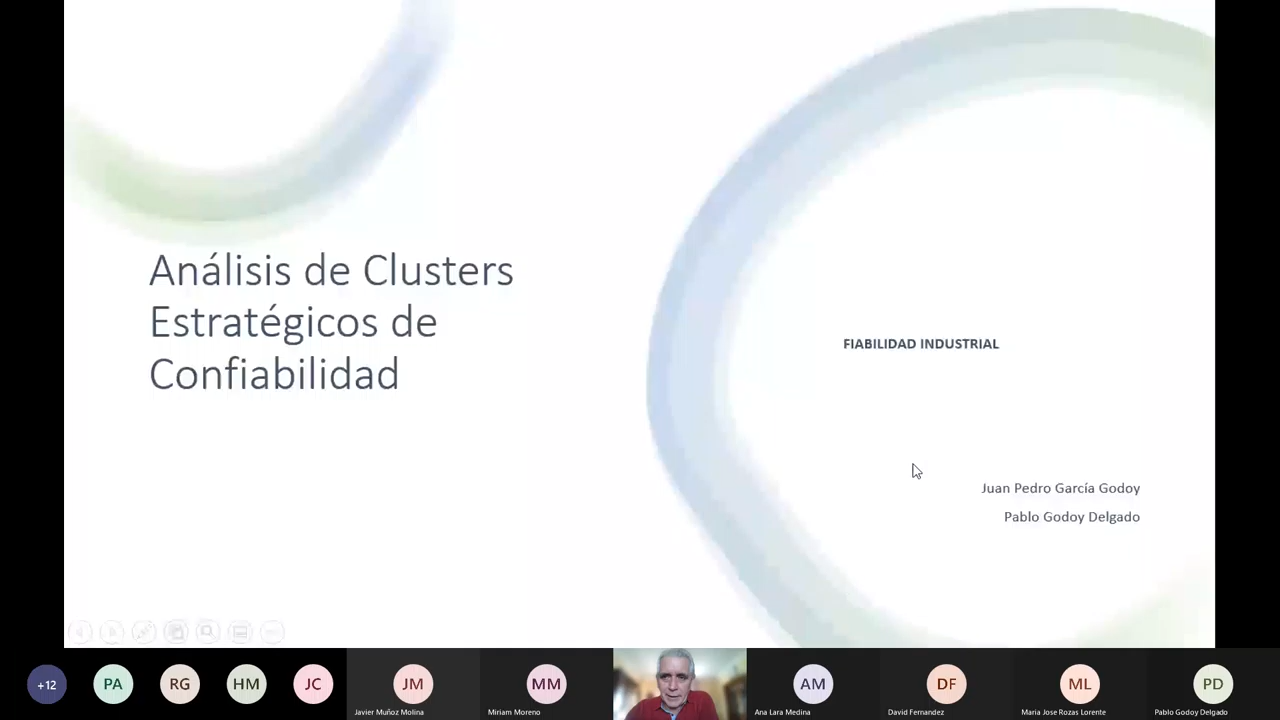 Análisis de Clusters
Estratégicos de
Confiabilidad
FIABILIDAD INDUSTRIAL
Juan Pedro García Godoy
Pablo Godoy Delgado
+12
PA
RG
HM
JC
JM
Javier Muñoz Molina
MM
Miriam Moreno
AM
Ana Lara Medina
DF
David Fernandez
ML
Maria Jose Rozas Lorente
PD
Pablo Godoy Delgado